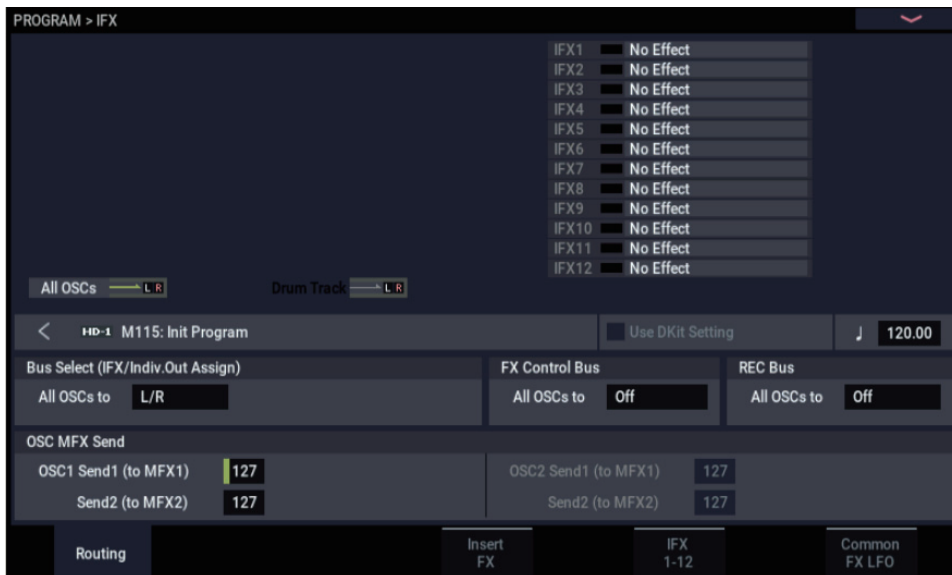 PROGRAM > IFX
IFX1 No Effect
IFX2 No Effect
IFX3 No Effect
IFX4 No Effect
IFX5 No Effect
IFX6 No Effect
IFX7 No Effect
IFX8 No Effect
IFX9 No Effect
IFX10 No Effect
IFX11 No Effect
IFX12 No Effect
All OSCs L R Drum Track L R
< HD-1 M115: Init Program Use DKit Setting ♩ 120.00
Bus Select (IFX/Indiv.Out Assign) FX Control Bus REC Bus
All OSCs to L/R All OSCs to Off All OSCs to Off
OSC MFX Send
OSC1 Send1 (to MFX1) 127 OSC2 Send1 (to MFX1) 127
Send2 (to MFX2) 127 Send2 (to MFX2) 127
Routing Insert FX IFX 1-12 Common FX LFO